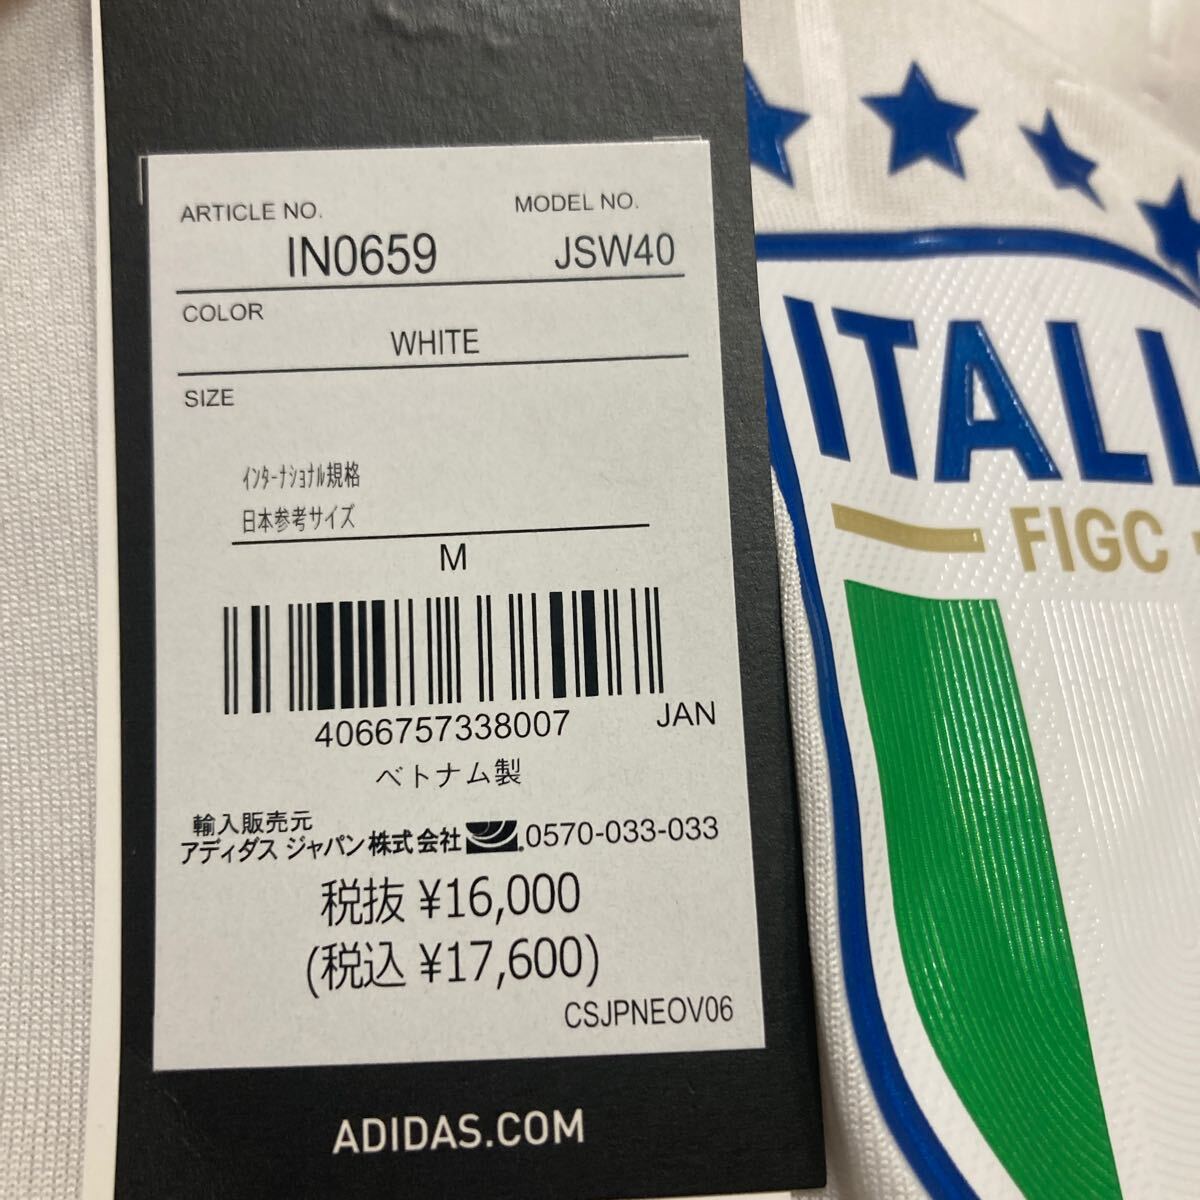 ARTICLE NO. MODEL NO.
IN0659 JSW40
COLOR
WHITE
SIZE
インターナショナル規格
日本参考サイズ
M
4066757338007 JAN
ベトナム製
輸入販売元
アディダス ジャパン株式会社 0570-033-033
税抜 ¥16,000
(税込 ¥17,600)
CSJPNEOV06
ADIDAS.COM
ITALI
FIGC